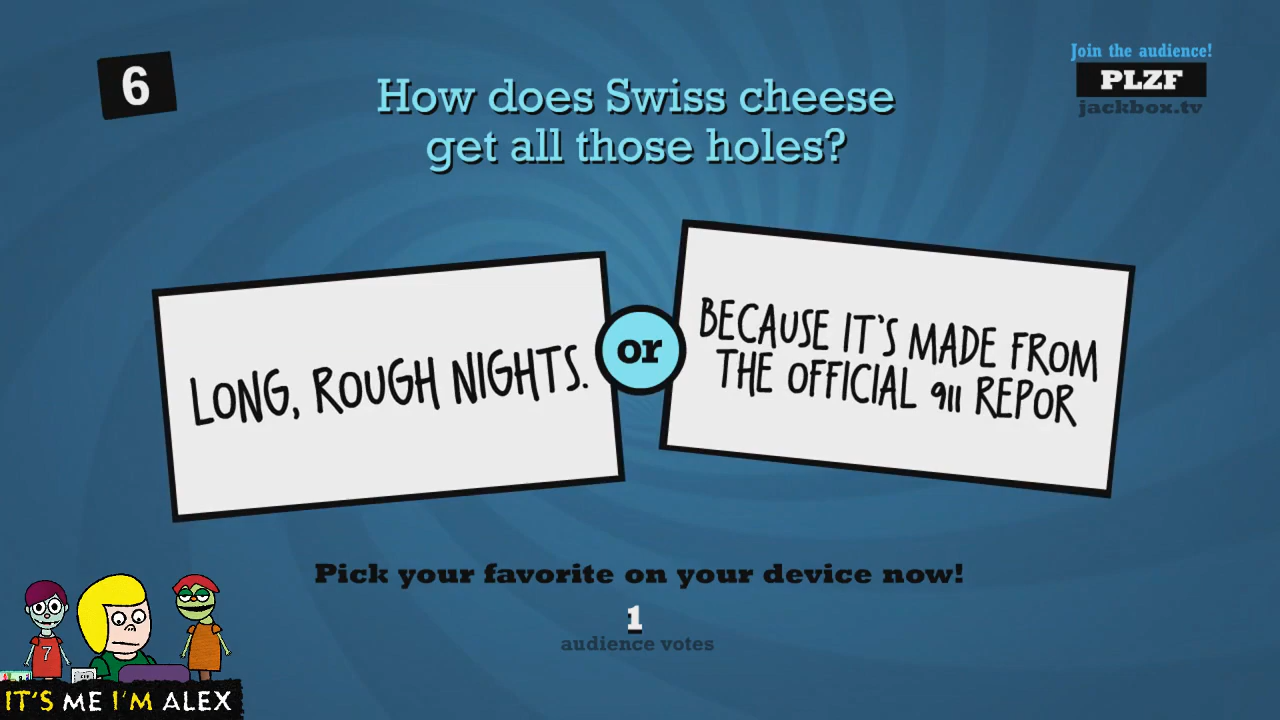 6
How does Swiss cheese
get all those holes?
Join the audience!
PLZF
jackbox.tv
LONG, ROUGH NIGHTS.
or
BECAUSE IT'S MADE FROM
THE OFFICIAL 911 REPOR
Pick your favorite on your device now!
1
audience votes
7
IT'S ME I'M ALEX